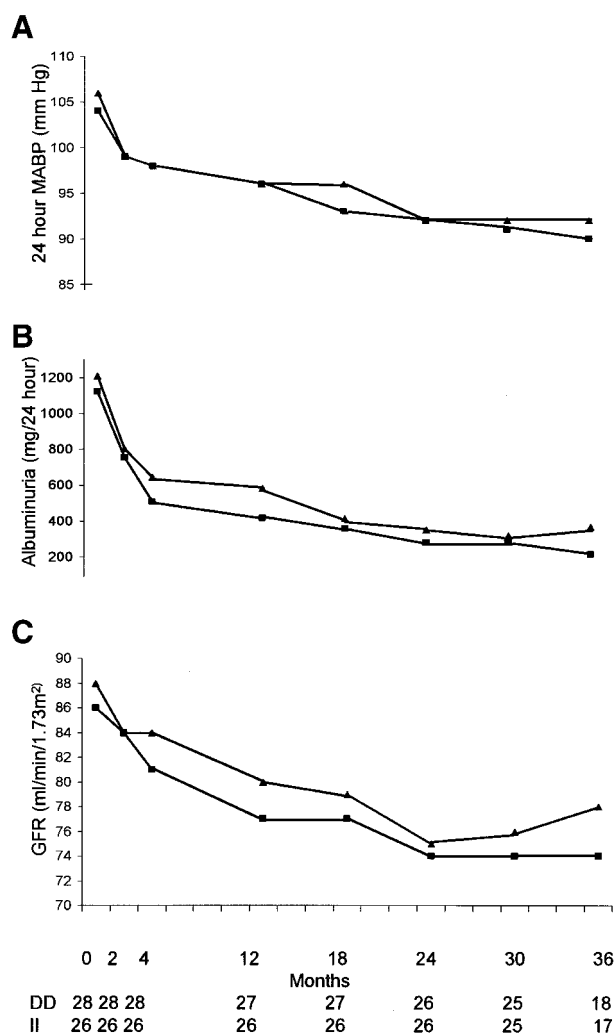 A
24 hour MABP (mm Hg)
110
105
100
95
90
85
B
Albuminuria (mg/24 hour)
1200
1000
800
600
400
200
C
GFR (ml/min/1.73m²)
90
88
86
84
82
80
78
76
74
72
70
0 2 4 12 18 24 30 36
Months
DD 28 28 28 27 27 26 25 18
II 26 26 26 26 26 26 25 17